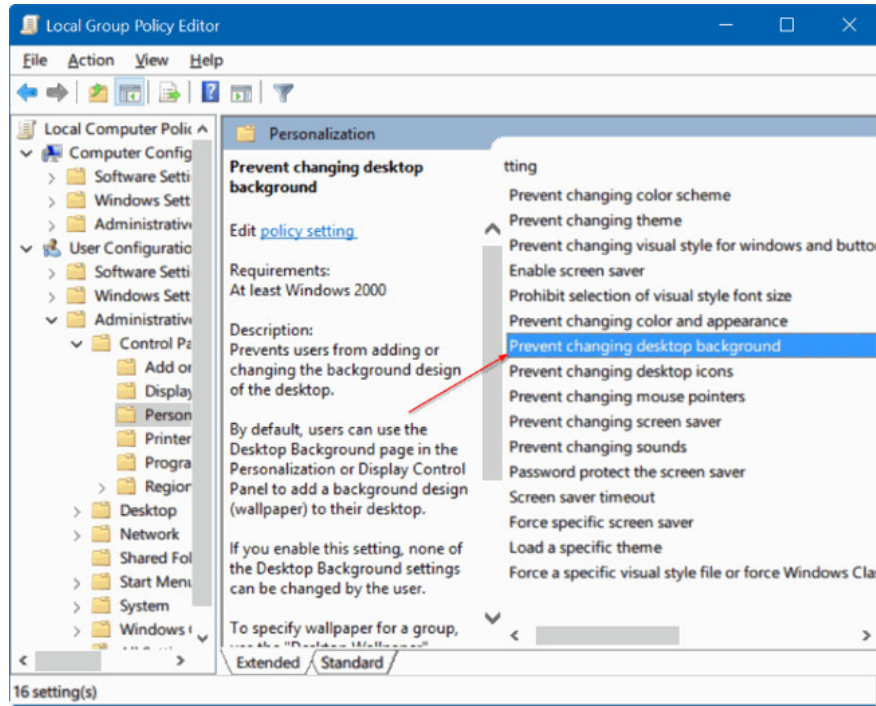 Local Group Policy Editor
File Action View Help
Local Computer Polic
Computer Config
Software Setti
Windows Sett
Administrativ
User Configuratio
Software Setti
Windows Sett
Administrativ
Control Pa
Add or
Display
Person
Printer
Progra
Region
Desktop
Network
Shared Fol
Start Menu
System
Windows
Personalization
Prevent changing desktop
background
Edit policy setting
Requirements:
At least Windows 2000
Description:
Prevents users from adding or
changing the background design
of the desktop.
By default, users can use the
Desktop Background page in the
Personalization or Display Control
Panel to add a background design
(wallpaper) to their desktop.
If you enable this setting, none of
the Desktop Background settings
can be changed by the user.
To specify wallpaper for a group,
tting
Prevent changing color scheme
Prevent changing theme
Prevent changing visual style for windows and butto
Enable screen saver
Prohibit selection of visual style font size
Prevent changing color and appearance
Prevent changing desktop background
Prevent changing desktop icons
Prevent changing mouse pointers
Prevent changing screen saver
Prevent changing sounds
Password protect the screen saver
Screen saver timeout
Force specific screen saver
Load a specific theme
Force a specific visual style file or force Windows Cla
Extended Standard
16 setting(s)